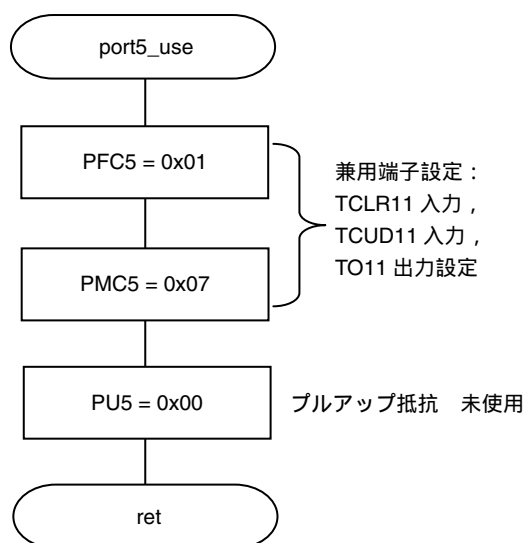 port5_use
PFC5 = 0x01
兼用端子設定：
TCLR11 入力，
TCUD11 入力，
TO11 出力設定
PMC5 = 0x07
PU5 = 0x00
プルアップ抵抗　未使用
ret